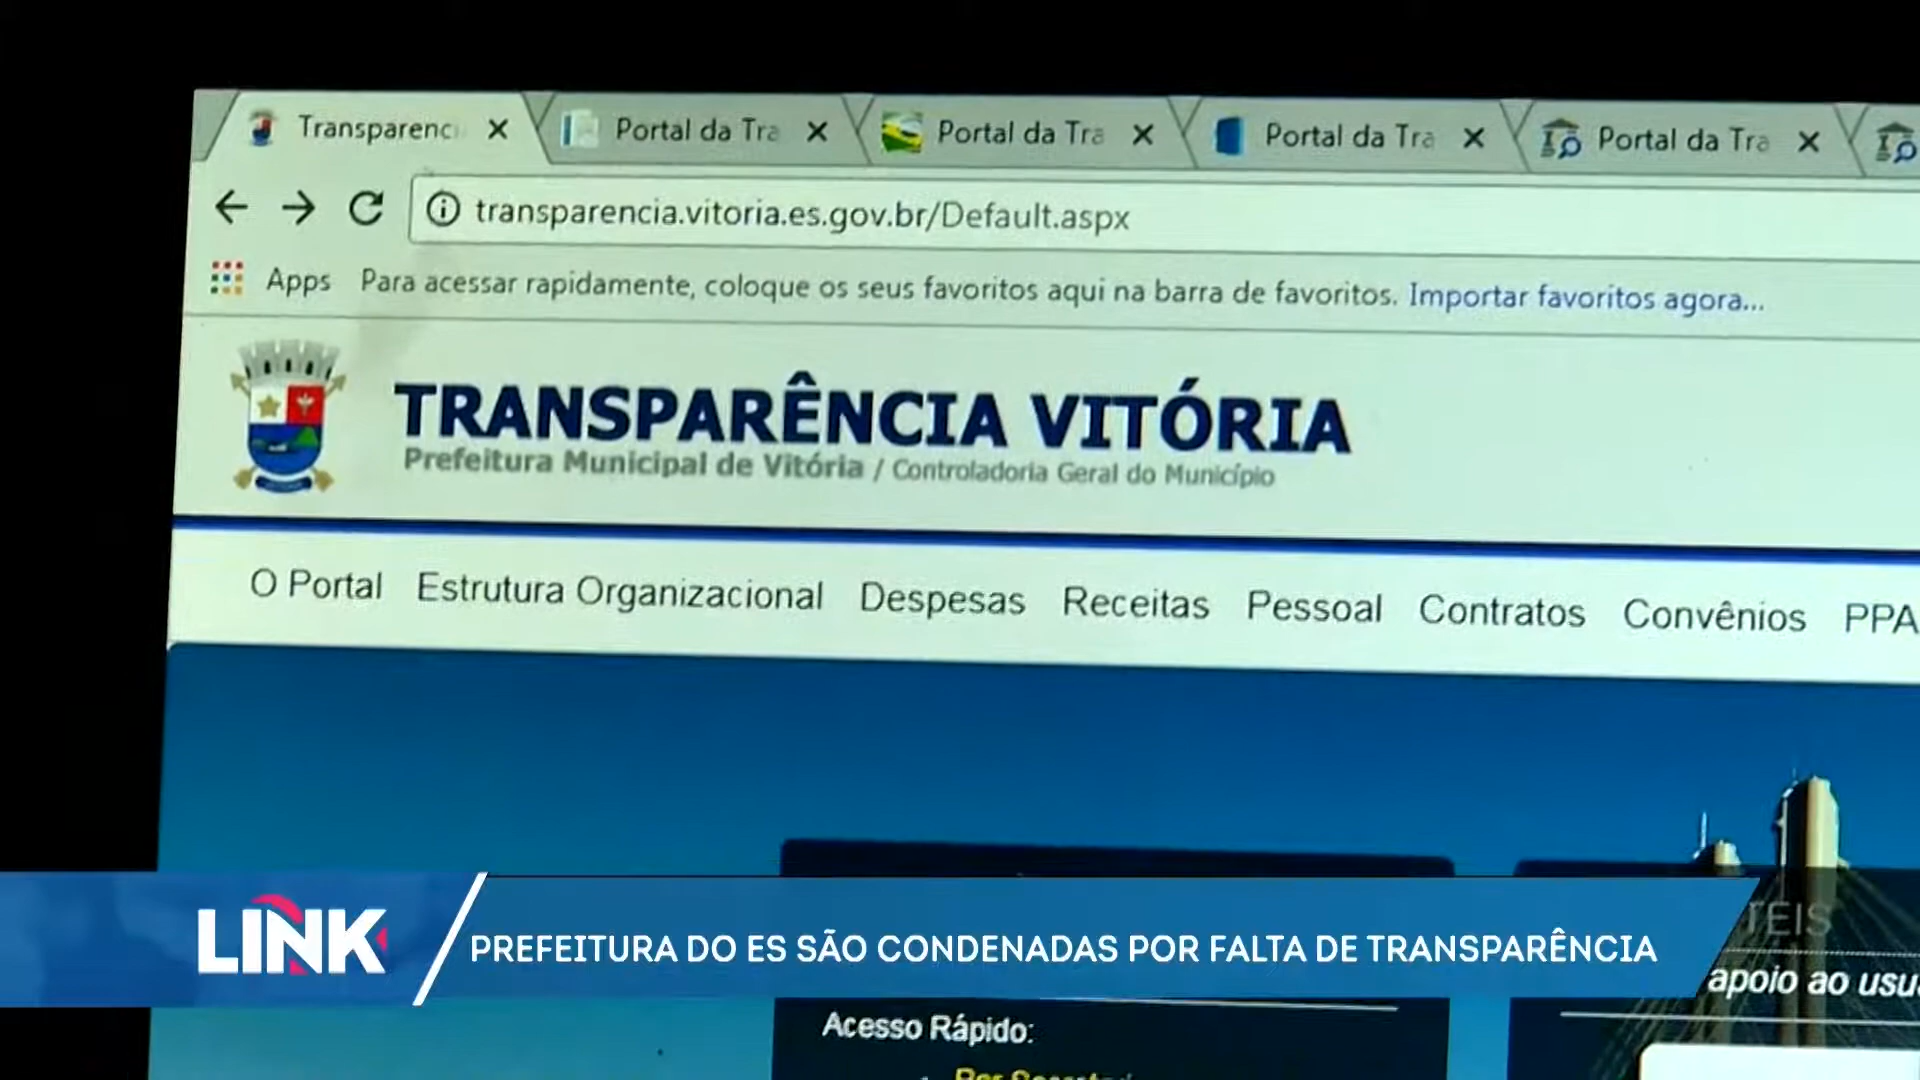 Transparenci
Portal da Tra
Portal da Tra
Portal da Tra
Portal da Tra
transparencia.vitoria.es.gov.br/Default.aspx
Apps Para acessar rapidamente, coloque os seus favoritos aqui na barra de favoritos. Importar favoritos agora...
TRANSPARÊNCIA VITÓRIA
Prefeitura Municipal de Vitória / Controladoria Geral do Município
O Portal Estrutura Organizacional Despesas Receitas Pessoal Contratos Convênios PPA
TEIS
LINK
PREFEITURA DO ES SÃO CONDENADAS POR FALTA DE TRANSPARÊNCIA
apoio ao usu
Acesso Rápido: